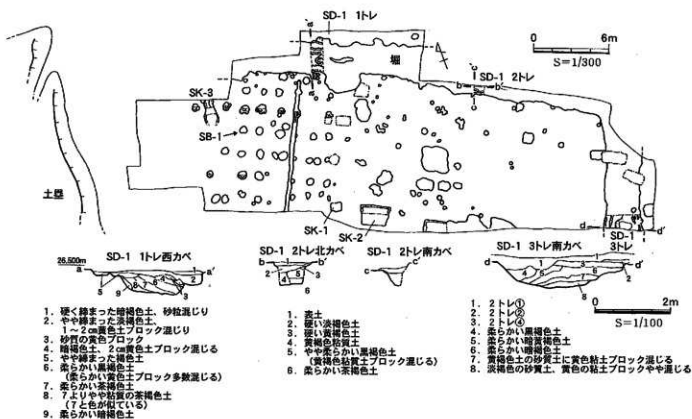 SD-1 1トレ
0 6m
S=1/300
a'
堀
SD-1 2トレ
c'
b b'
SK-3
SB-1
a
c
土塁
SK-1
SK-2
d d'
SD-1
3トレ
SD-1 1トレ西カベ
26.500m
a a'
SD-1 2トレ北カベ
b b'
SD-1 2トレ南カベ
c c'
SD-1 3トレ南カベ
d d'
0 2m
S=1/100
1. 硬く締まった暗褐色土、砂粒混じり
2. やや締まった淡褐色土、
1〜2㎝黄色土ブロック混じり
3. 砂質の黄色ブロック
4. 暗褐色土、2㎝黄色土ブロック混じる
5. やや締まった褐色土
6. 柔らかい黒褐色土
(柔らかい黄色土ブロック多数混じる)
7. 柔らかい茶褐色土
8. 7よりやや粘質の茶褐色土
(7と色が似ている)
9. 柔らかい暗褐色土
1. 表土
2. 硬い淡褐色土
3. 硬い黄褐色土
4. 黄褐色粘質土
5. やや柔らかい黒褐色土
(黄褐色粘質土ブロック混じる)
6. 柔らかい茶褐色土
1. 2トレ①
2. 2トレ②
3. 2トレ④
4. 柔らかい黒褐色土
5. 柔らかい暗黄褐色土
6. 柔らかい暗褐色土
7. 黄褐色土の砂質土に黄色粘土ブロック混じる
8. 淡褐色の砂質土、黄色の粘土ブロックやや混じる